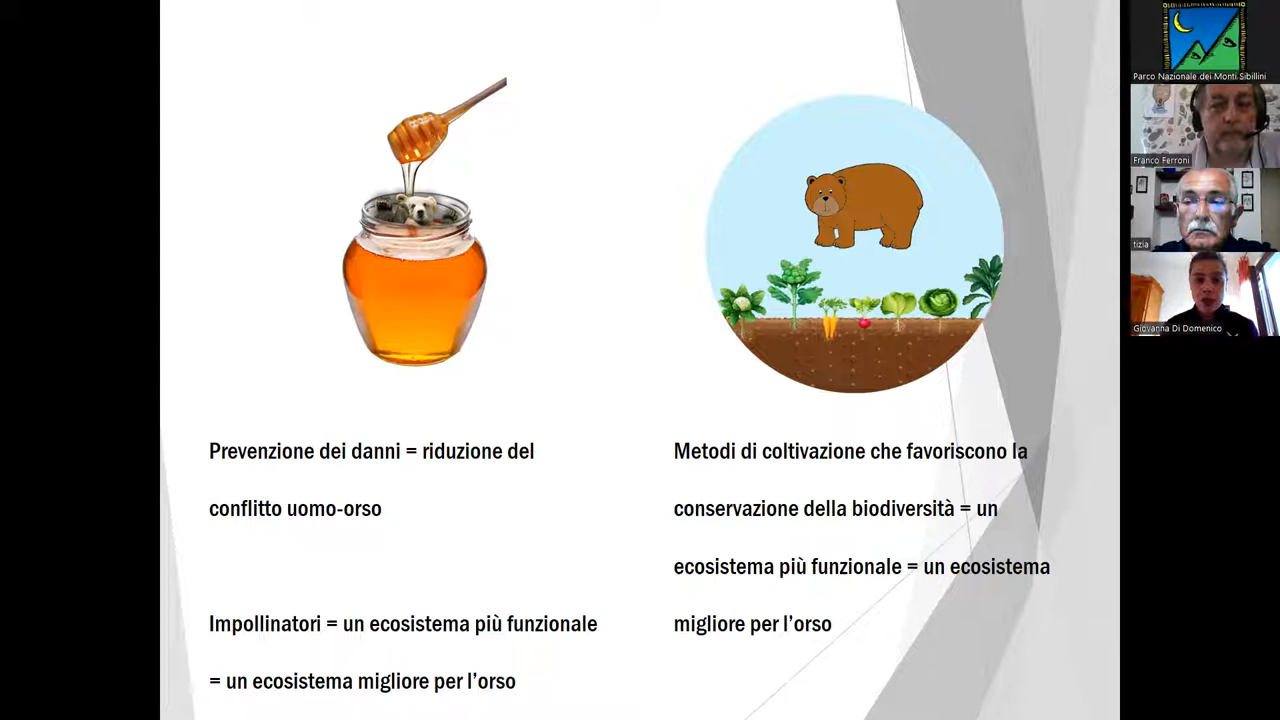 Prevenzione dei danni = riduzione del
conflitto uomo-orso
Impollinatori = un ecosistema più funzionale
= un ecosistema migliore per l'orso
Metodi di coltivazione che favoriscono la
conservazione della biodiversità = un
ecosistema più funzionale = un ecosistema
migliore per l'orso
Parco Nazionale dei Monti Sibillini
Franco Ferroni
tizia
Giovanna Di Domenico